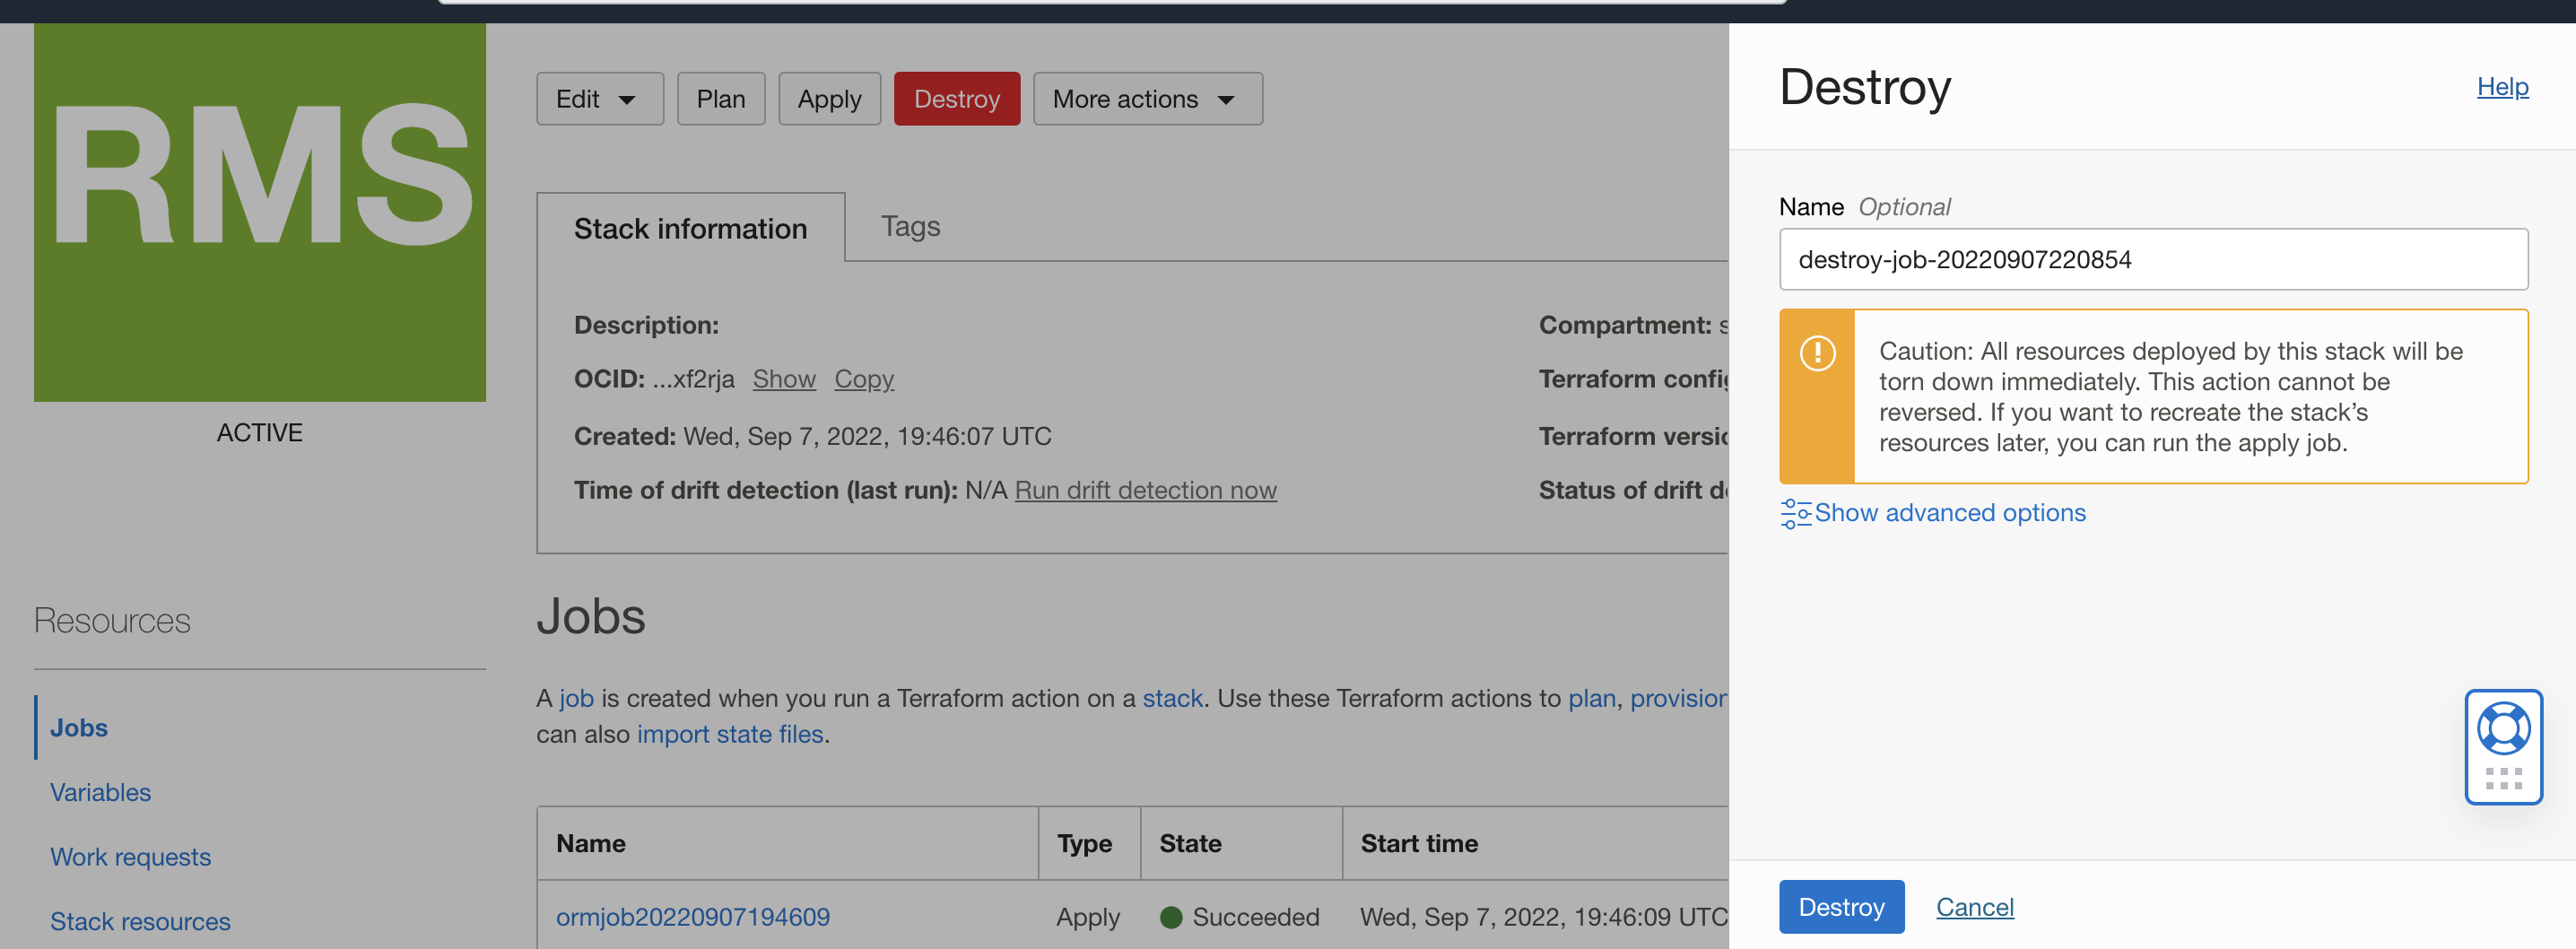 RMS
ACTIVE
Resources
Jobs
Variables
Work requests
Stack resources
Edit Plan Apply Destroy More actions
Stack information Tags
Description:
OCID: ...xf2rja Show Copy
Created: Wed, Sep 7, 2022, 19:46:07 UTC
Time of drift detection (last run): N/A Run drift detection now
Compartment:
Terraform
Terraform
Status of drift
Jobs
A job is created when you run a Terraform action on a stack. Use these Terraform actions to plan,
can also import state files.
Name Type State Start time
ormjob20220907194609 Apply Succeeded Wed, Sep 7, 2022, 19:46:09 UTC
Destroy Help
Name Optional
destroy-job-20220907220854
Caution: All resources deployed by this stack will be
torn down immediately. This action cannot be
reversed. If you want to recreate the stack’s
resources later, you can run the apply job.
Show advanced options
Destroy Cancel